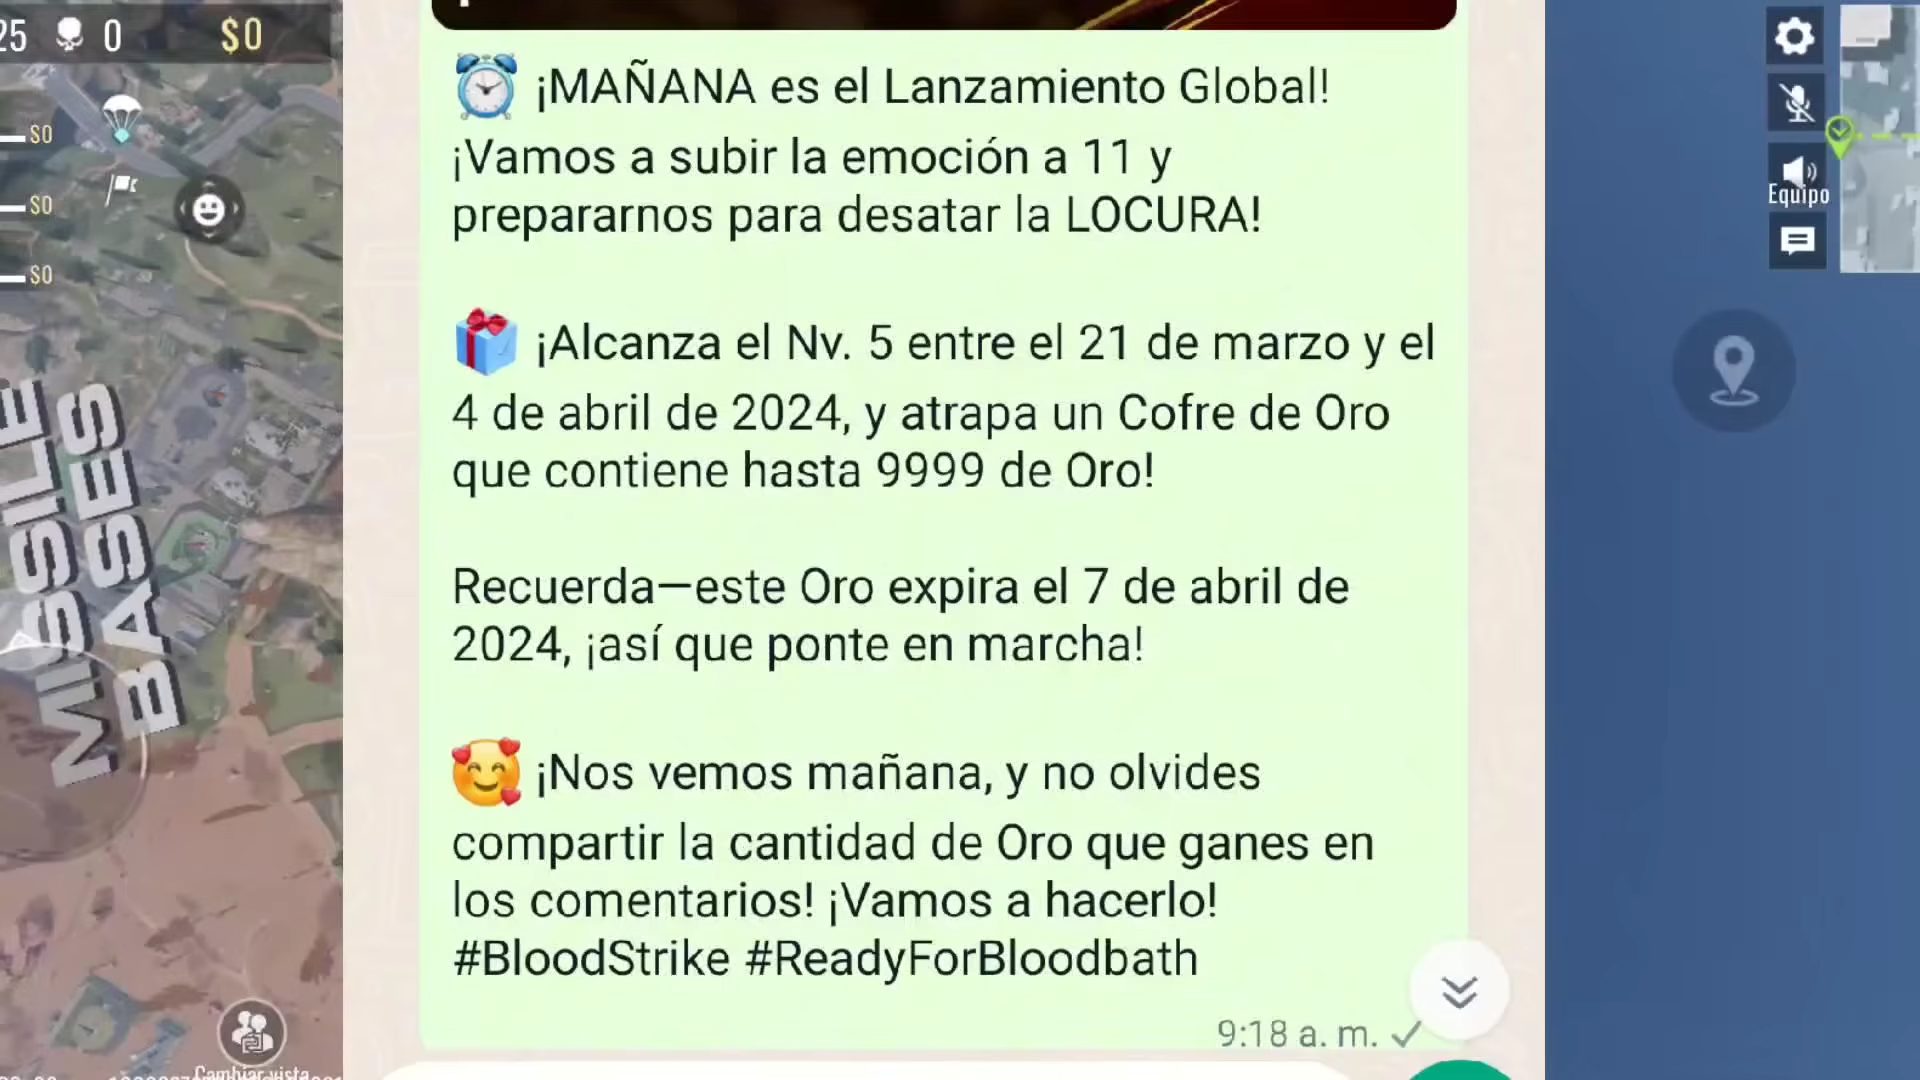 25 0 $0
$0
$0
$0
MISSILE
BASES
Cambiar vista
¡MAÑANA es el Lanzamiento Global!
¡Vamos a subir la emoción a 11 y
prepararnos para desatar la LOCURA!
¡Alcanza el Nv. 5 entre el 21 de marzo y el
4 de abril de 2024, y atrapa un Cofre de Oro
que contiene hasta 9999 de Oro!
Recuerda—este Oro expira el 7 de abril de
2024, ¡así que ponte en marcha!
¡Nos vemos mañana, y no olvides
compartir la cantidad de Oro que ganes en
los comentarios! ¡Vamos a hacerlo!
#BloodStrike #ReadyForBloodbath
9:18 a. m.
Equipo